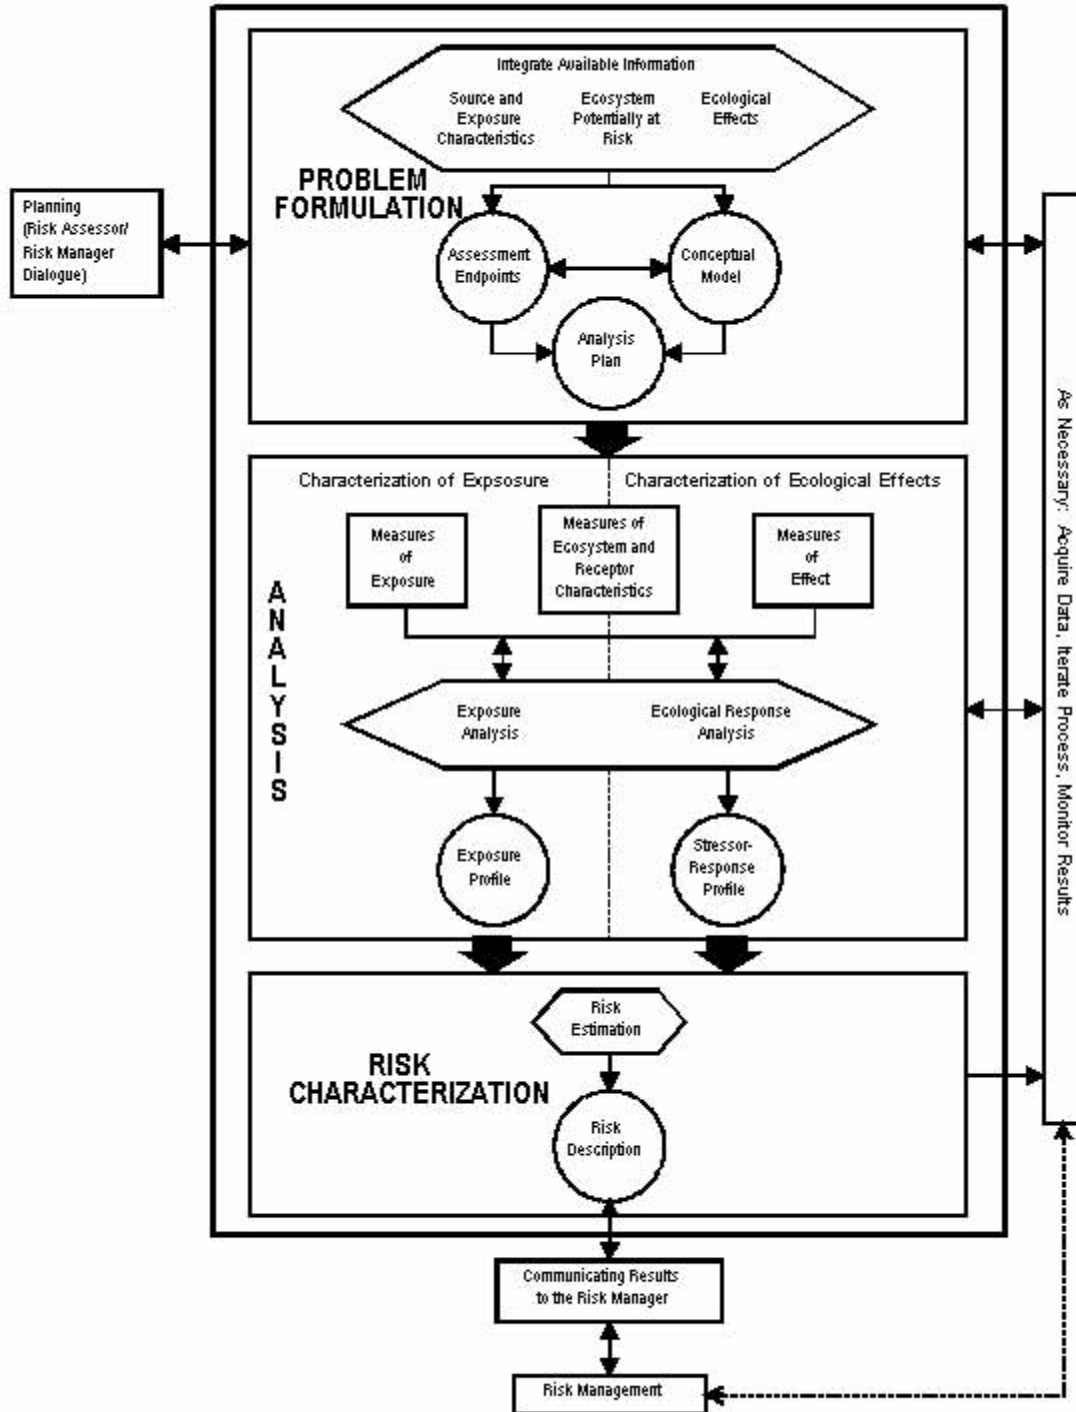 Integrate Available Information
Source and
Exposure
Characteristics
Ecosystem
Potentially at
Risk
Ecological
Effects
PROBLEM
FORMULATION
Planning
(Risk Assessor/
Risk Manager
Dialogue)
Assessment
Endpoints
Conceptual
Model
Analysis
Plan
As Necessary: Acquire Data, Iterate Process, Monitor Results
Characterization of Expsosure
Characterization of Ecological Effects
Measures
of
Exposure
Measures of
Ecosystem and
Receptor
Characteristics
Measures
of
Effect
ANALYSIS
Exposure
Analysis
Ecological Response
Analysis
Exposure
Profile
Stressor-
Response
Profile
Risk
Estimation
RISK
CHARACTERIZATION
Risk
Description
Communicating Results
to the Risk Manager
Risk Management